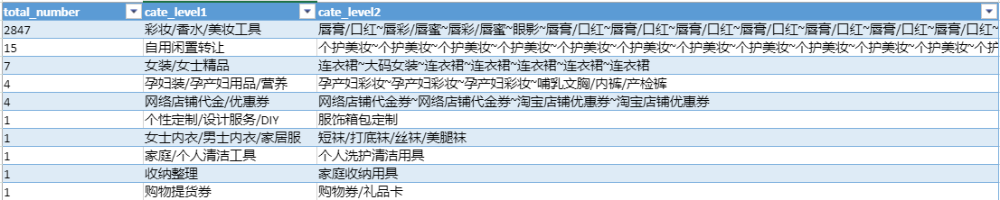 total_number cate_level1 cate_level2
2847 彩妆/香水/美妆工具 唇膏/口红~唇彩/唇蜜~唇彩/唇蜜~眼影~唇膏/口红~唇膏/口红~唇膏/口红~唇膏/口红~唇膏/口红~唇膏/口红~唇膏/口红~
15 自用闲置转让 个护美妆~个护美妆~个护美妆~个护美妆~个护美妆~个护美妆~个护美妆~个护美妆~个护美妆~个护美妆~个护美妆~个护
7 女装/女士精品 连衣裙~大码女装~连衣裙~连衣裙~连衣裙~连衣裙~连衣裙
4 孕妇装/孕产妇用品/营养 孕产妇彩妆~孕产妇彩妆~孕产妇彩妆~哺乳文胸/内裤/产检裤
4 网络店铺代金/优惠券 网络店铺代金券~网络店铺代金券~淘宝店铺优惠券~淘宝店铺优惠券
1 个性定制/设计服务/DIY 服饰箱包定制
1 女士内衣/男士内衣/家居服 短袜/打底袜/丝袜/美腿袜
1 家庭/个人清洁工具 个人洗护清洁用具
1 收纳整理 家庭收纳用具
1 购物提货券 购物券/礼品卡